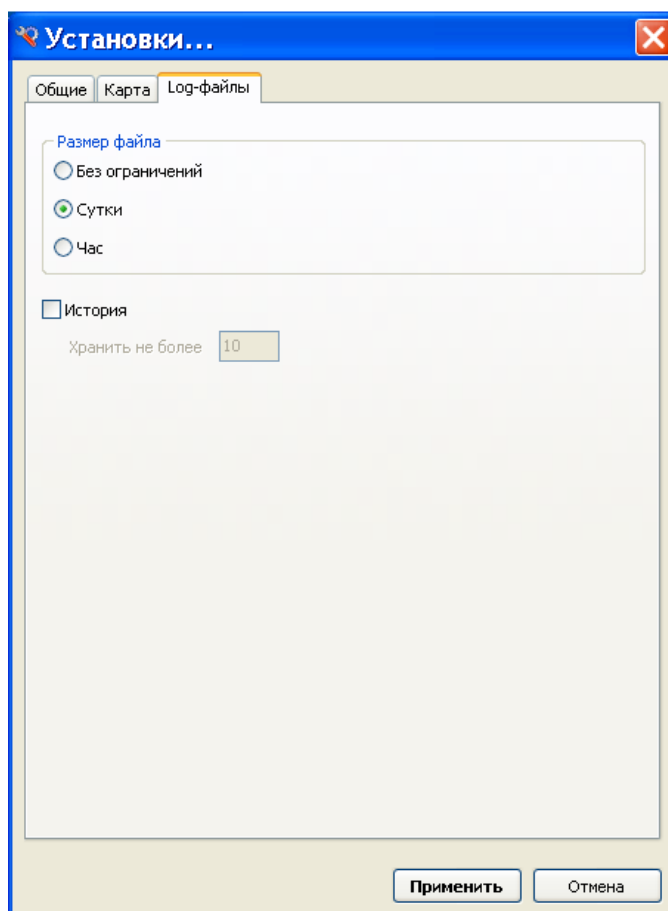 Установки...
Общие Карта Log-файлы
Размер файла
Без ограничений
Сутки
Час
История
Хранить не более 10
Применить Отмена